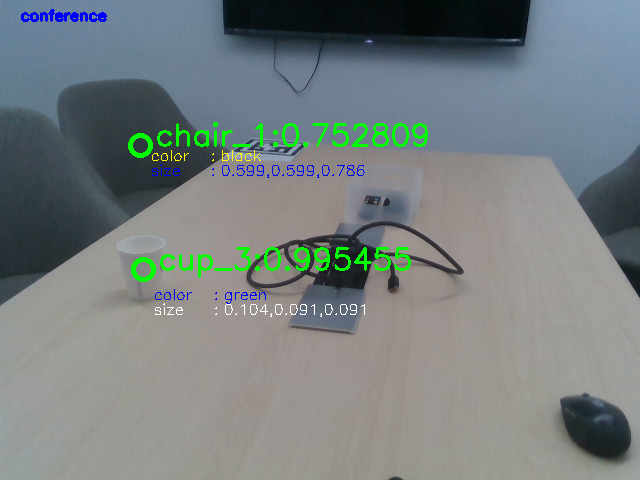 conference
chair_1:0.752809
color : black
size : 0.599,0.599,0.786
cup_3:0.995455
color : green
size : 0.104,0.091,0.091